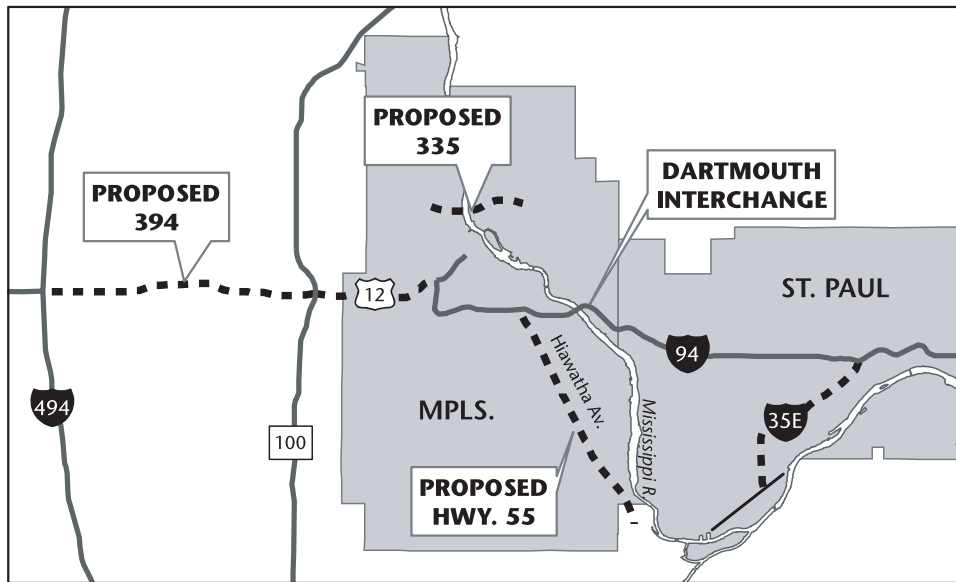 PROPOSED
335
PROPOSED
394
DARTMOUTH
INTERCHANGE
12
ST. PAUL
94
Hiawatha Av.
494
MPLS.
Mississippi R.
35E
100
PROPOSED
HWY. 55